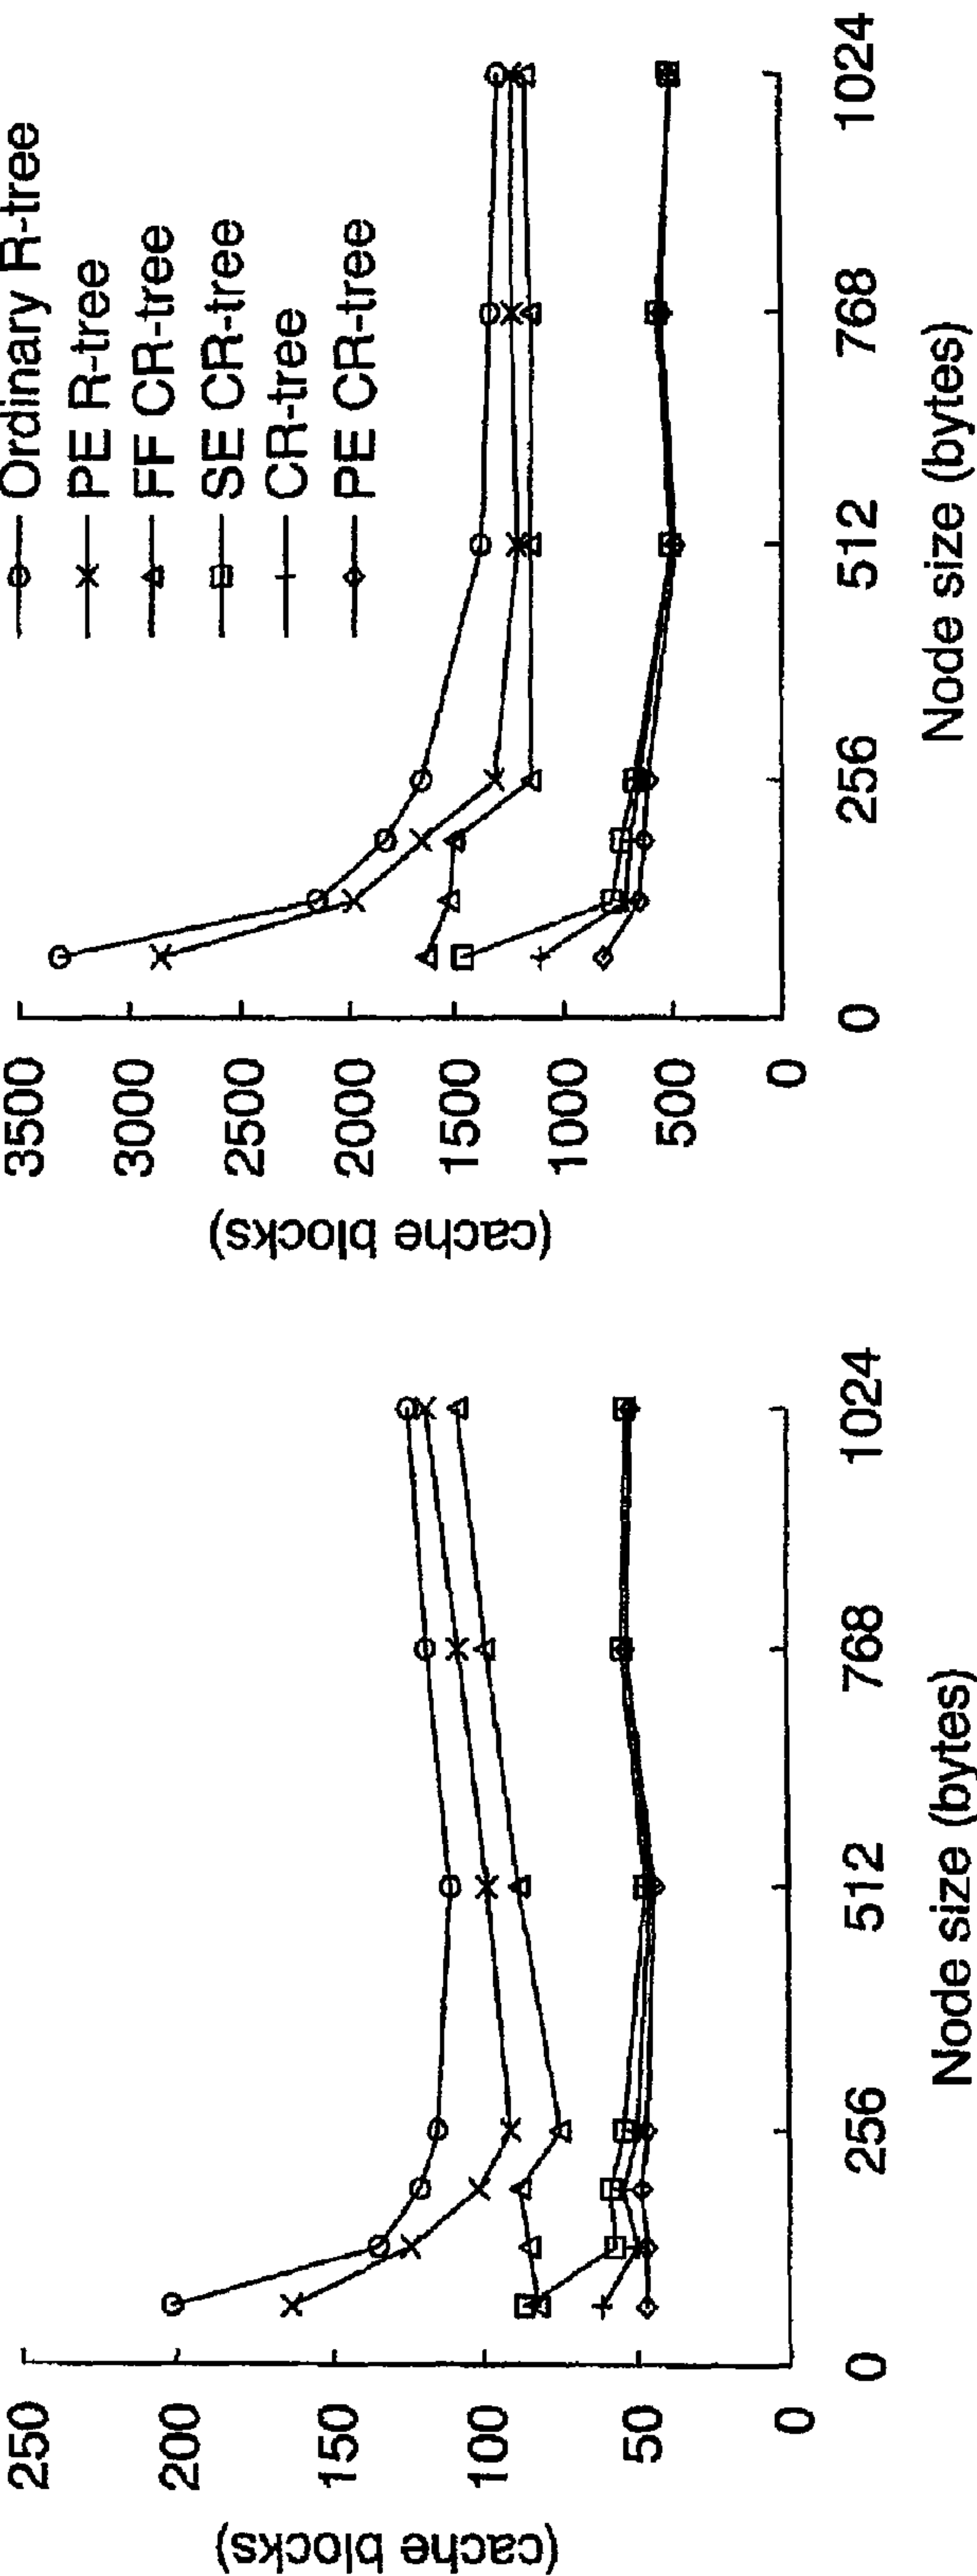 (cache blocks)
250
200
150
100
50
0
0
256
512
768
1024
Node size (bytes)
(cache blocks)
3500
3000
2500
2000
1500
1000
500
0
0
256
512
768
1024
Node size (bytes)
Ordinary R-tree
PE R-tree
FF CR-tree
SE CR-tree
CR-tree
PE CR-tree